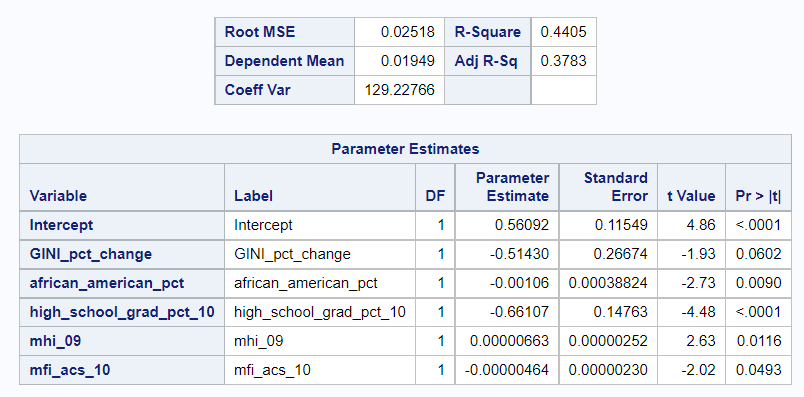 Root MSE 0.02518 R-Square 0.4405
Dependent Mean 0.01949 Adj R-Sq 0.3783
Coeff Var 129.22766
Parameter Estimates
Variable Label DF Parameter Estimate Standard Error t Value Pr > |t|
Intercept Intercept 1 0.56092 0.11549 4.86 <.0001
GINI_pct_change GINI_pct_change 1 -0.51430 0.26674 -1.93 0.0602
african_american_pct african_american_pct 1 -0.00106 0.00038824 -2.73 0.0090
high_school_grad_pct_10 high_school_grad_pct_10 1 -0.66107 0.14763 -4.48 <.0001
mhi_09 mhi_09 1 0.00000663 0.00000252 2.63 0.0116
mfi_acs_10 mfi_acs_10 1 -0.00000464 0.00000230 -2.02 0.0493